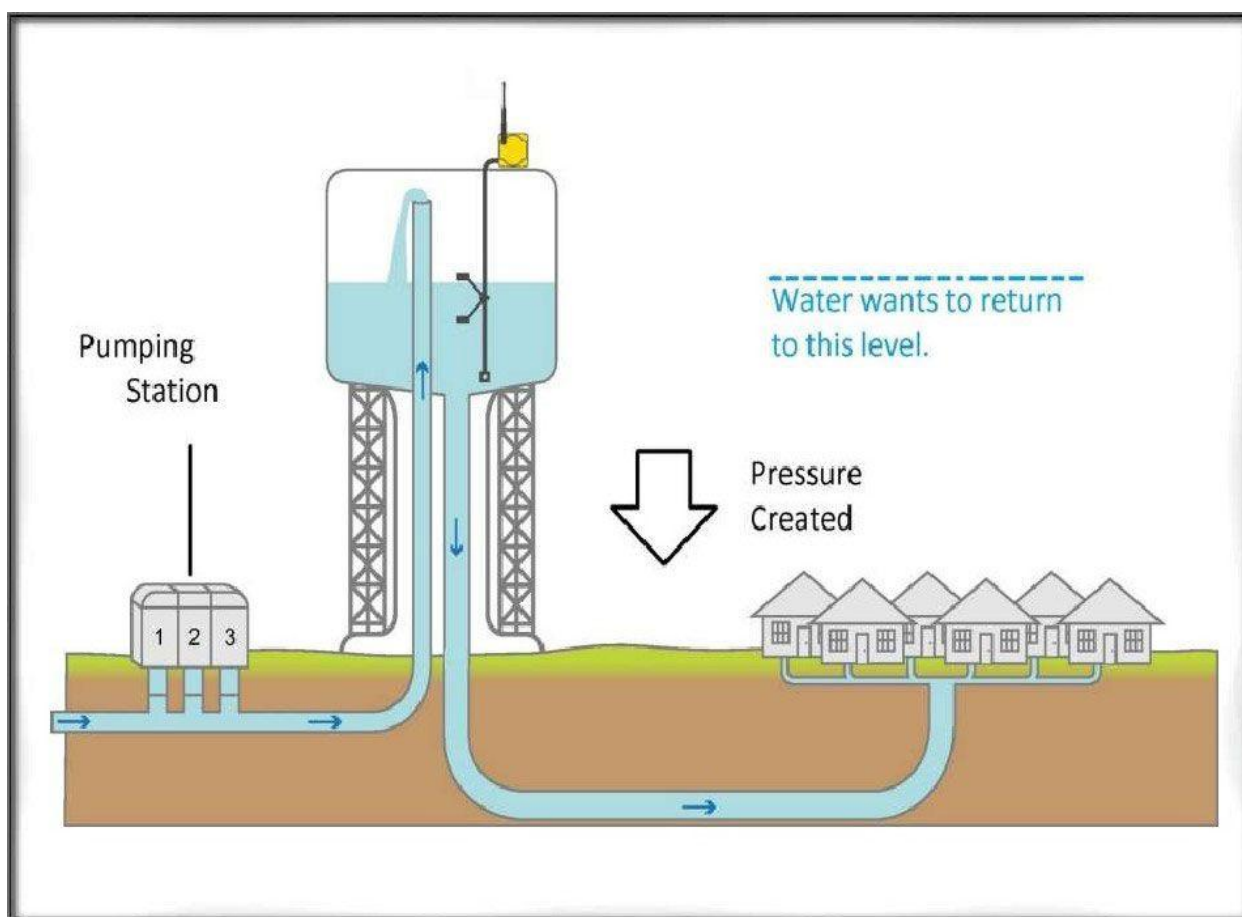 Water wants to return
to this level.
Pumping
Station
Pressure
Created
1 2 3